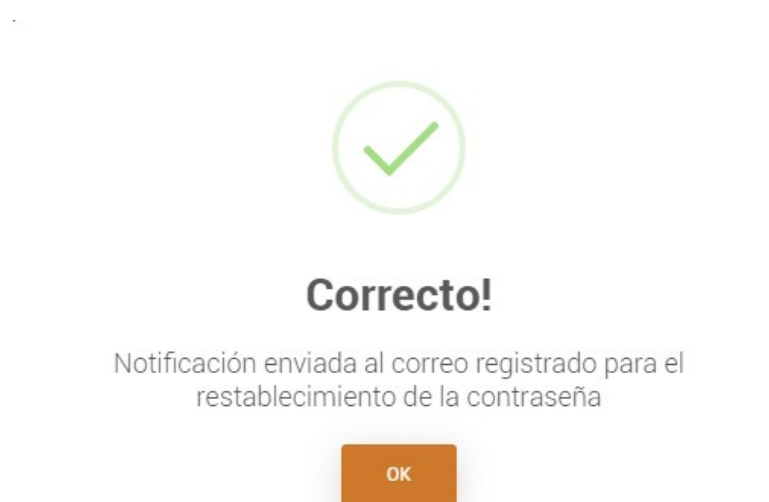 Correcto!
Notificación enviada al correo registrado para el
restablecimiento de la contraseña
OK